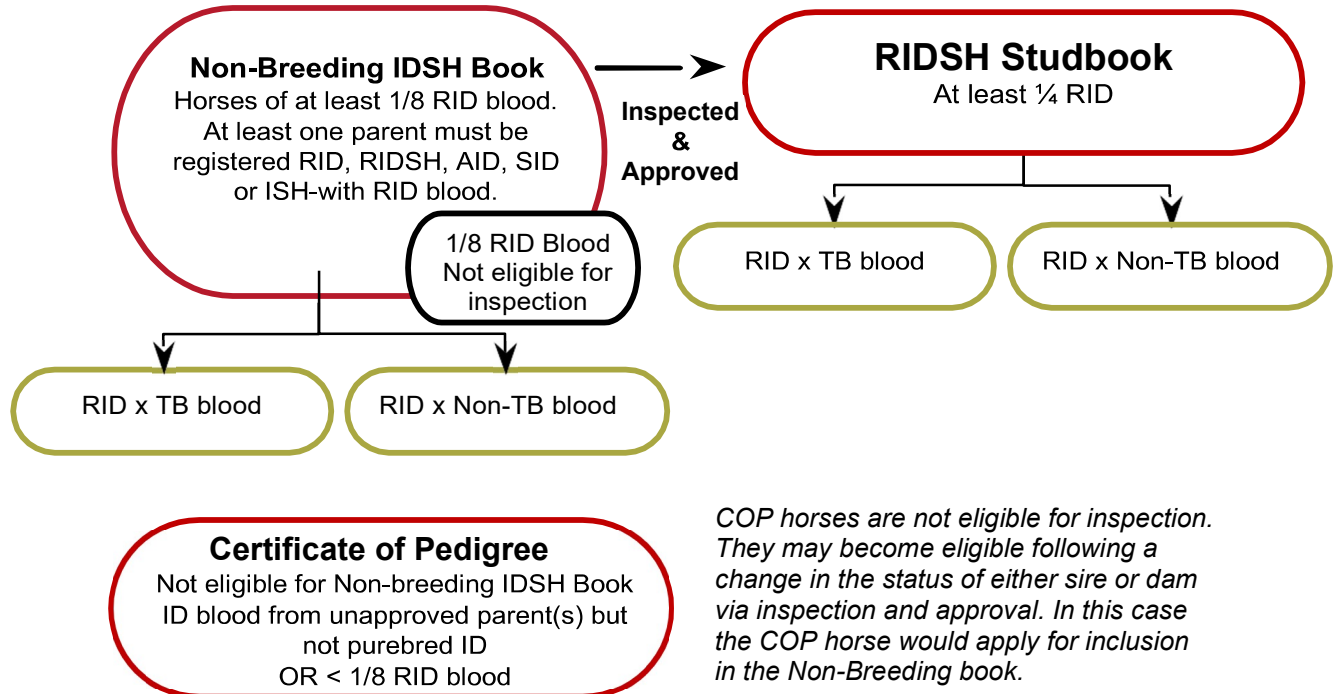 Non-Breeding IDSH Book
Horses of at least 1/8 RID blood.
At least one parent must be
registered RID, RIDSH, AID, SID
or ISH-with RID blood.
1/8 RID Blood
Not eligible for
inspection
Inspected
&
Approved
RIDSH Studbook
At least ¼ RID
RID x TB blood
RID x Non-TB blood
RID x TB blood
RID x Non-TB blood
Certificate of Pedigree
Not eligible for Non-breeding IDSH Book
ID blood from unapproved parent(s) but
not purebred ID
OR < 1/8 RID blood
COP horses are not eligible for inspection.
They may become eligible following a
change in the status of either sire or dam
via inspection and approval. In this case
the COP horse would apply for inclusion
in the Non-Breeding book.